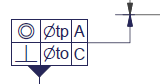 ◎ Øtp A
⊥ Øto C